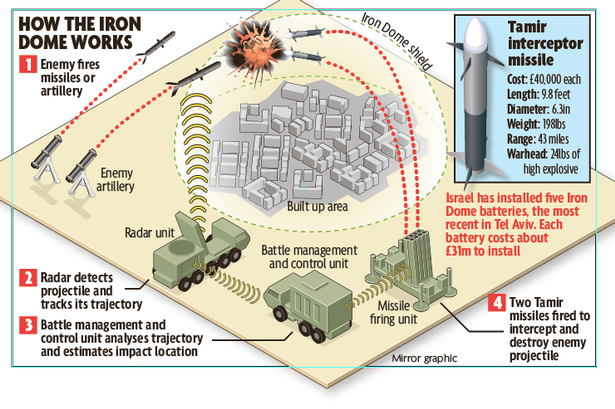 HOW THE IRON
DOME WORKS
1 Enemy fires
missiles or
artillery
Iron Dome shield
Tamir
interceptor
missile
Cost: £40,000 each
Length: 9.8 feet
Diameter: 6.3in
Weight: 198lbs
Range: 43 miles
Warhead: 24lbs of
high explosive
Enemy
artillery
Built up area
Israel has installed five Iron
Dome batteries, the most
recent in Tel Aviv. Each
battery costs about
£31m to install
Radar unit
Battle management
and control unit
2 Radar detects
projectile and
tracks its trajectory
Missile
firing unit
3 Battle management and
control unit analyses trajectory
and estimates impact location
4 Two Tamir
missiles fired to
intercept and
destroy enemy
projectile
Mirror graphic